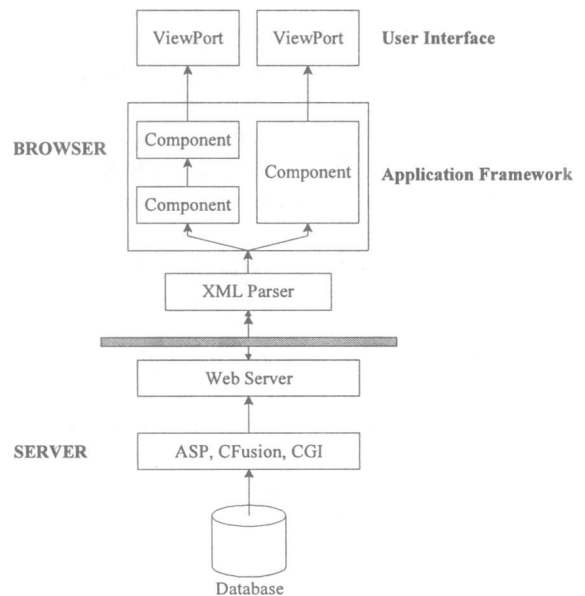 ViewPort
ViewPort
User Interface
BROWSER
Component
Component
Component
Application Framework
XML Parser
Web Server
SERVER
ASP, CFusion, CGI
Database